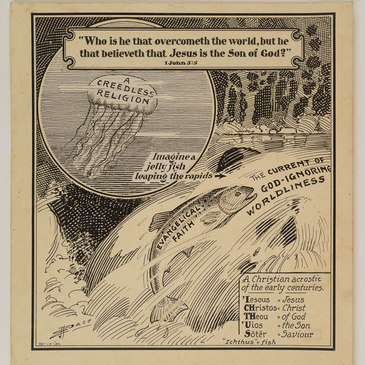 "Who is he that overcometh the world, but he
that believeth that Jesus is the Son of God?"
1 John 5:5
A
CREEDLESS
RELIGION
Imagine a
jelly fish
leaping the rapids
THE CURRENT OF
GOD-IGNORING
WORLDLINESS
EVANGELICAL
FAITH
A Christian acrostic
of the early centuries.
'Iesous = Jesus
CHristos = Christ
THeou = of God
'Uios = the Son
Sōtēr = Saviour
"Ichthus = fish
PACE